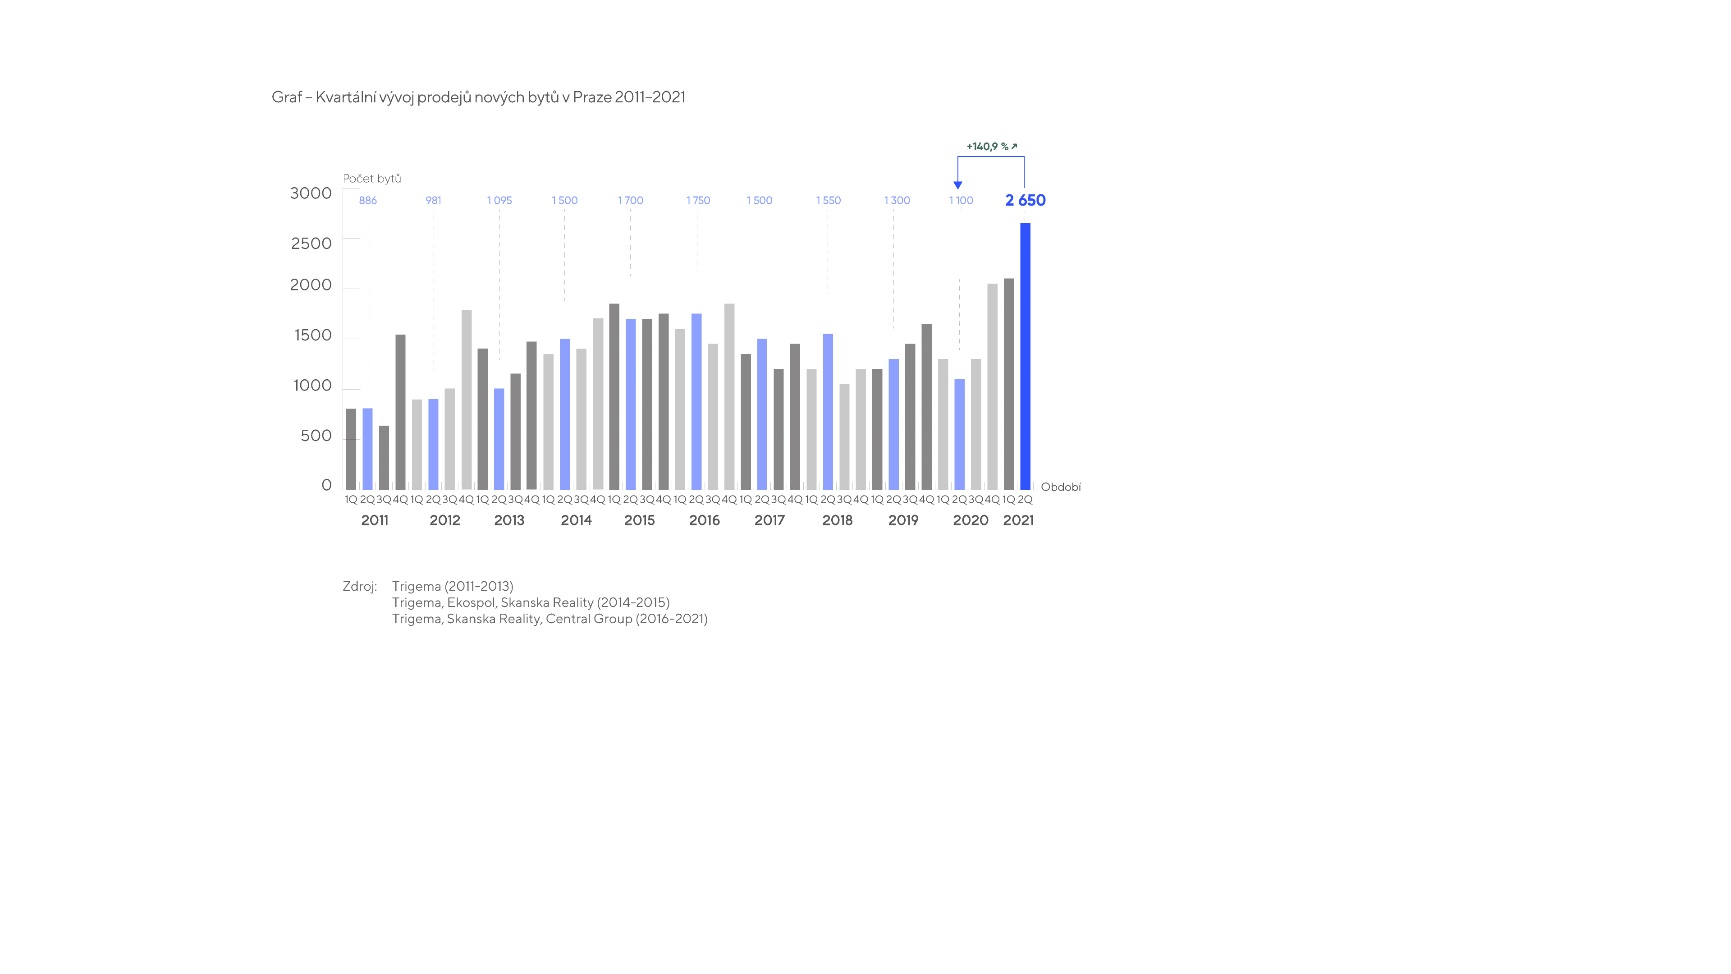 Graf – Kvartální vývoj prodejů nových bytů v Praze 2011–2021
+140,9 % ↗
Počet bytů
3000
886 981 1 095 1 500 1 700 1 750 1 500 1 550 1 300 1 100 2 650
2500
2000
1500
1000
500
0
Období
1Q 2Q 3Q 4Q 1Q 2Q 3Q 4Q 1Q 2Q 3Q 4Q 1Q 2Q 3Q 4Q 1Q 2Q 3Q 4Q 1Q 2Q 3Q 4Q 1Q 2Q 3Q 4Q 1Q 2Q 3Q 4Q 1Q 2Q 3Q 4Q 1Q 2Q 3Q 4Q 1Q 2Q
2011 2012 2013 2014 2015 2016 2017 2018 2019 2020 2021
Zdroj: Trigema (2011-2013)
Trigema, Ekospol, Skanska Reality (2014-2015)
Trigema, Skanska Reality, Central Group (2016-2021)